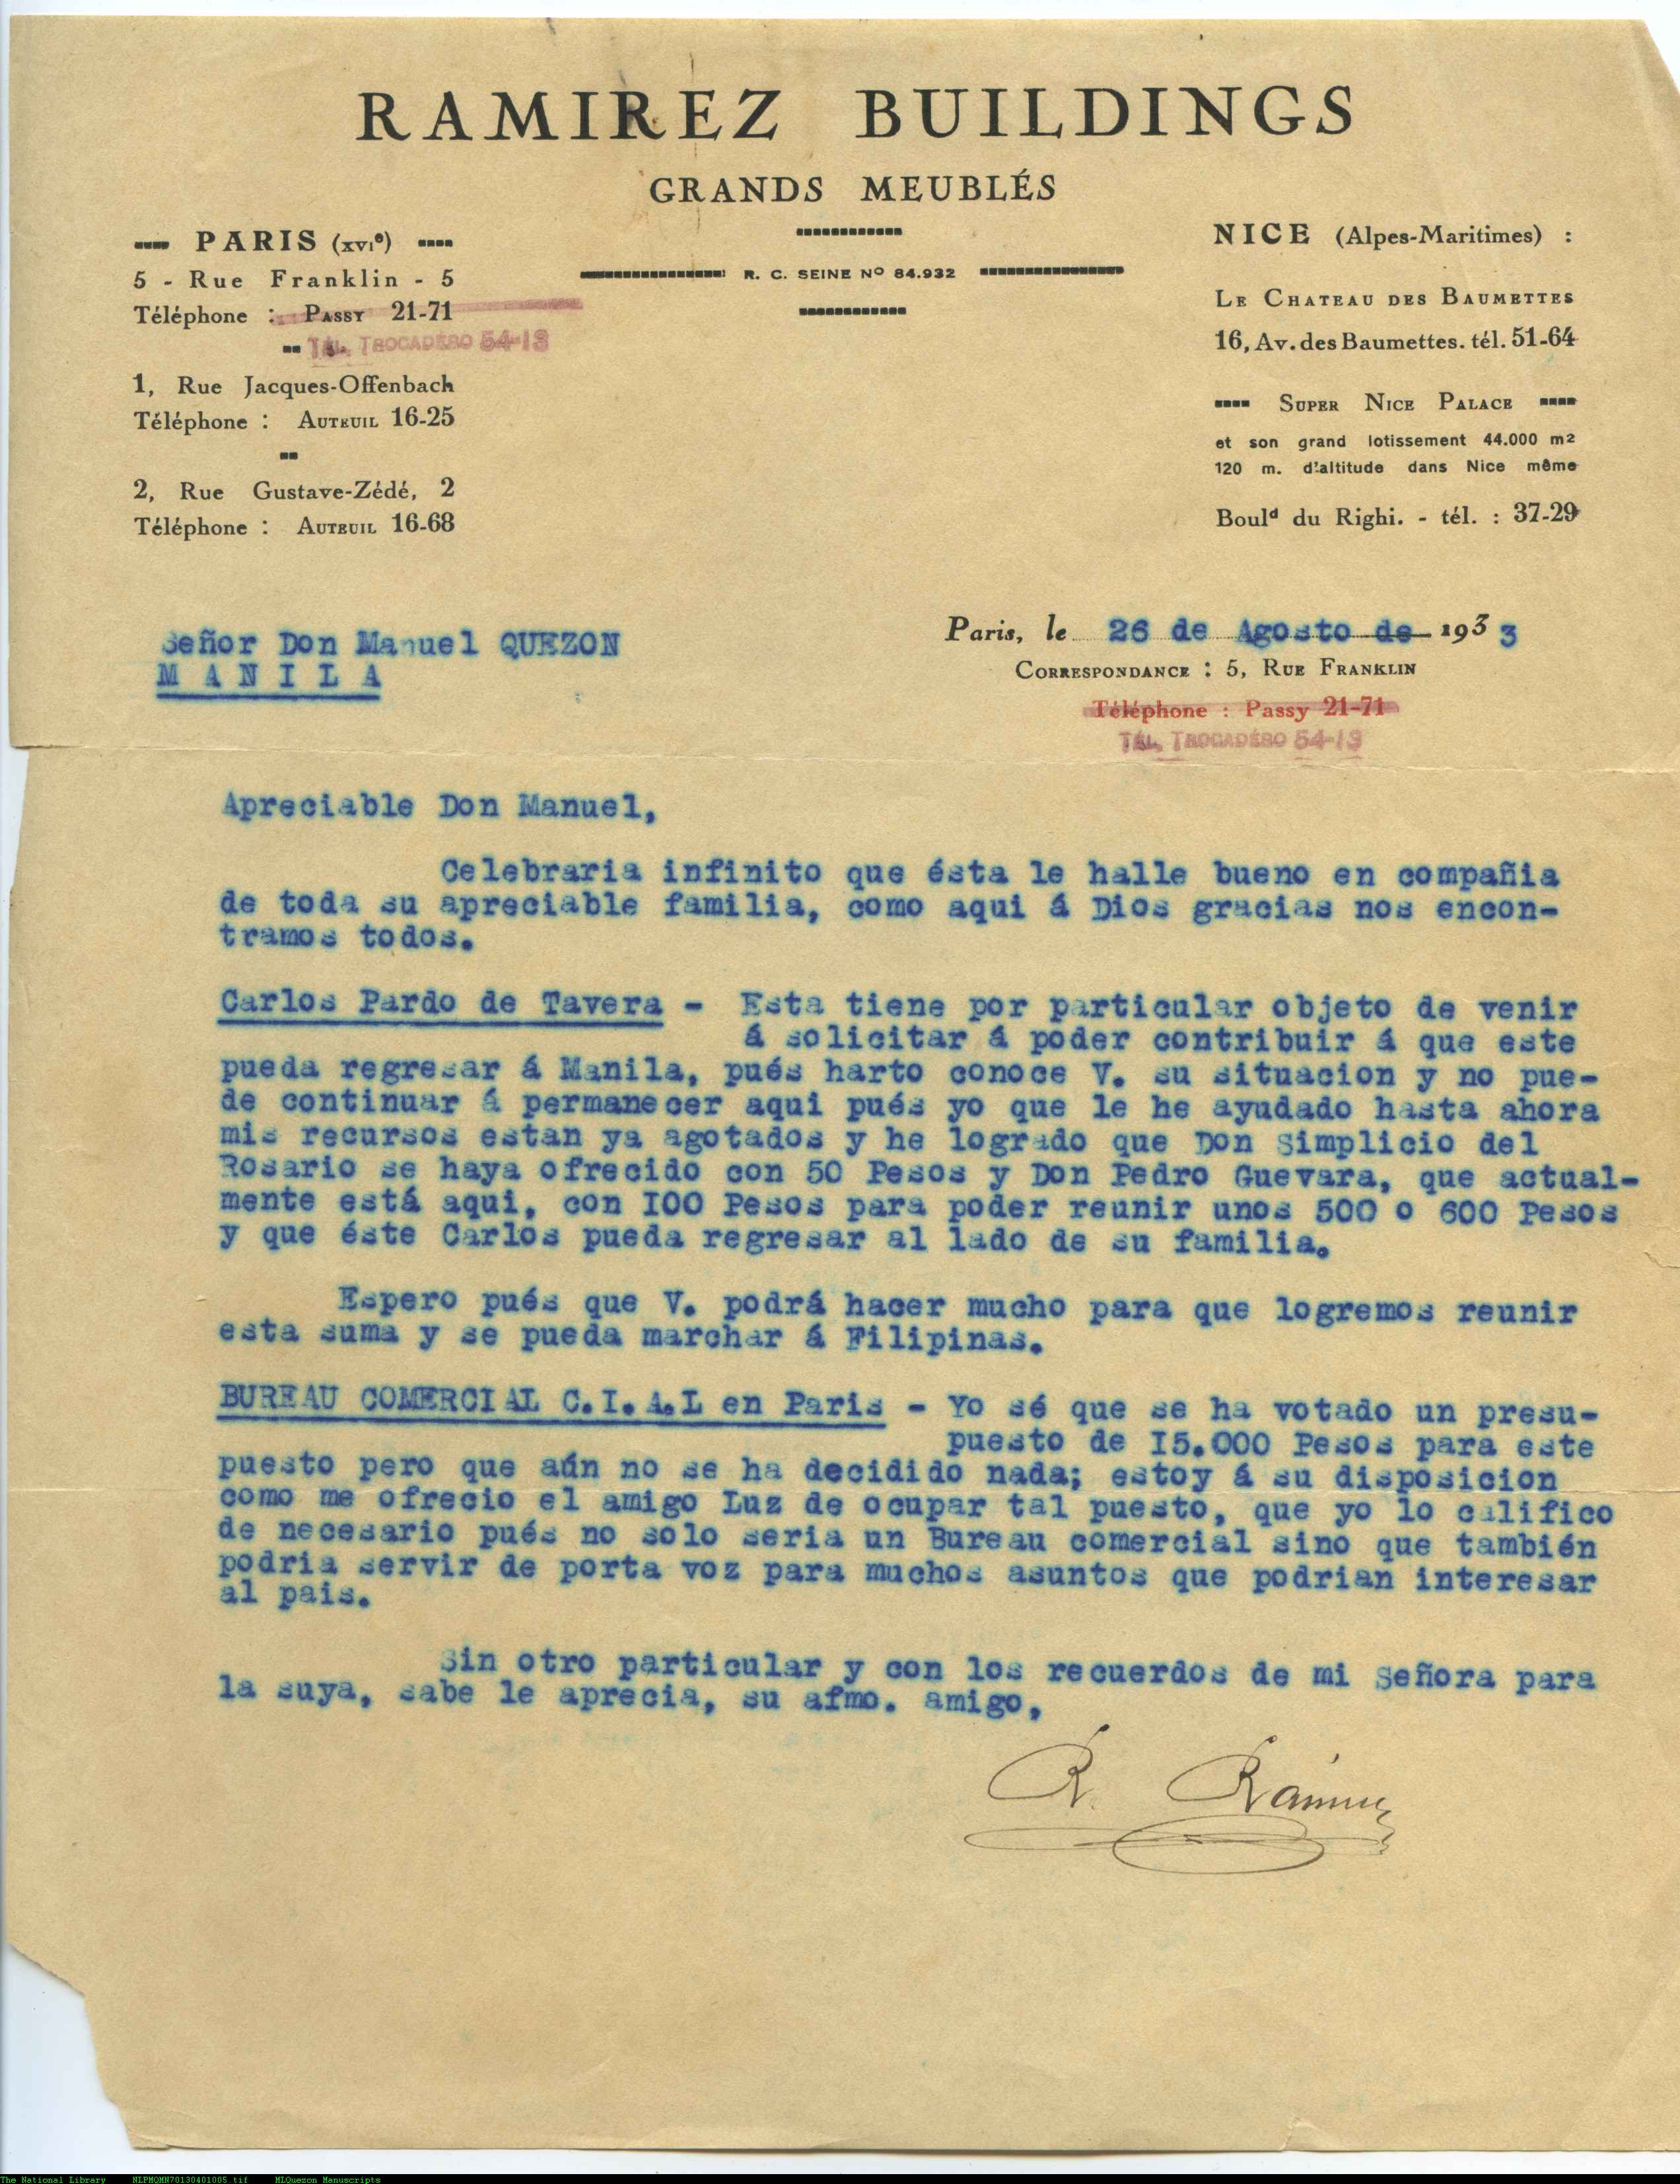 RAMIREZ BUILDINGS
GRANDS MEUBLÉS
PARIS (XVIe)
5 - Rue Franklin - 5
Téléphone : Passy 21-71
Tél. Trocadéro 54-13
1, Rue Jacques-Offenbach
Téléphone : Auteuil 16-25
2, Rue Gustave-Zédé, 2
Téléphone : Auteuil 16-68
R. C. SEINE No 84.932
NICE (Alpes-Maritimes) :
Le Chateau des Baumettes
16, Av. des Baumettes. tél. 51-64
Super Nice Palace
et son grand lotissement 44.000 m2
120 m. d'altitude dans Nice même
Bould du Righi. - tél. : 37-29
Paris, le 26 de Agosto de 1933
Correspondance : 5, Rue Franklin
Téléphone : Passy 21-71
Tél. Trocadéro 54-13
Señor Don Manuel QUEZON
M A N I L A
Apreciable Don Manuel,
Celebraria infinito que ésta le halle bueno en compañia
de toda su apreciable familia, como aqui á Dios gracias nos encon-
tramos todos.
Carlos Pardo de Tavera - Esta tiene por particular objeto de venir
á solicitar á poder contribuir á que este
pueda regresar á Manila, pués harto conoce V. su situacion y no pue-
de continuar á permanecer aqui pués yo que le he ayudado hasta ahora
mis recursos estan ya agotados y he logrado que Don Simplicio del
Rosario se haya ofrecido con 50 Pesos y Don Pedro Guevara, que actual-
mente está aqui, con I00 Pesos para poder reunir unos 500 o 600 Pesos
y que éste Carlos pueda regresar al lado de su familia.
Espero pués que V. podrá hacer mucho para que logremos reunir
esta suma y se pueda marchar á Filipinas.
BUREAU COMERCIAL C.I.A.L en Paris - Yo sé que se ha votado un presu-
puesto de I5.000 Pesos para este
puesto pero que aún no se ha decidido nada; estoy á su disposicion
como me ofrecio el amigo Luz de ocupar tal puesto, que yo lo califico
de necesario pués no solo seria un Bureau comercial sino que también
podria servir de porta voz para muchos asuntos que podrian interesar
al pais.
Sin otro particular y con los recuerdos de mi Señora para
la suya, sabe le aprecia, su afmo. amigo,
R. Ramirez
The National Library NLPMQMN70130401005.tif MLQuezon Manuscripts